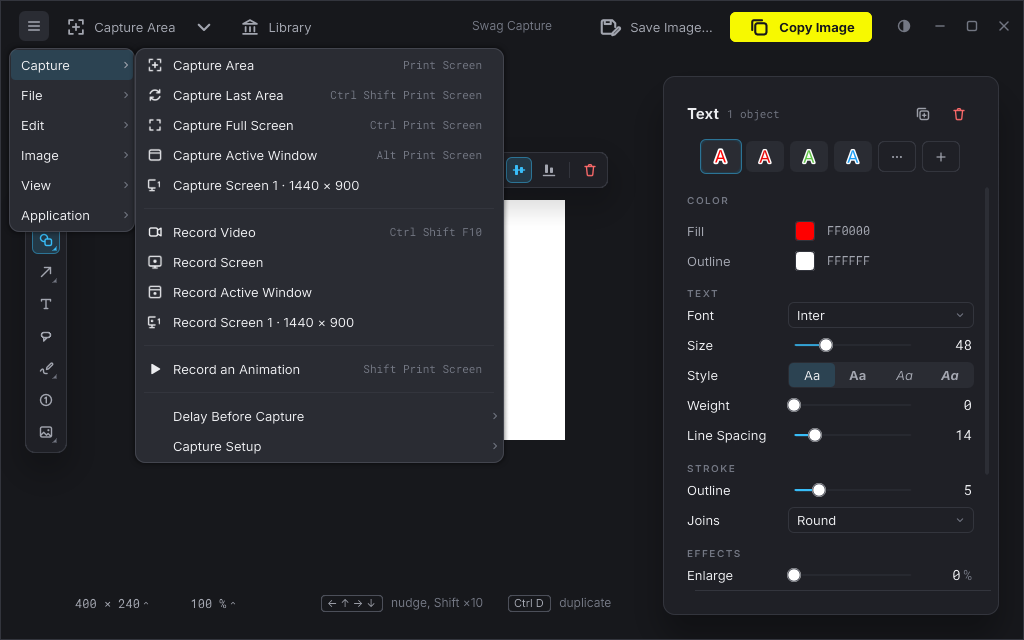 Capture Area
Library
Swag Capture
Save Image...
Copy Image
Capture
File
Edit
Image
View
Application
Capture Area Print Screen
Capture Last Area Ctrl Shift Print Screen
Capture Full Screen Ctrl Print Screen
Capture Active Window Alt Print Screen
Capture Screen 1 · 1440 × 900
Record Video Ctrl Shift F10
Record Screen
Record Active Window
Record Screen 1 · 1440 × 900
Record an Animation Shift Print Screen
Delay Before Capture
Capture Setup
Text 1 object
A A A A ... +
COLOR
Fill FF0000
Outline FFFFFF
TEXT
Font Inter
Size 48
Style Aa Aa Aa Aa
Weight 0
Line Spacing 14
STROKE
Outline 5
Joins Round
EFFECTS
Enlarge 0 %
400 × 240
100 %
← ↑ → ↓ nudge, Shift ×10
Ctrl D duplicate